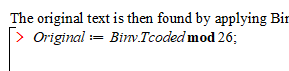 The original text is then found by applying Bin
> Original := Binv.Tcoded mod 26;